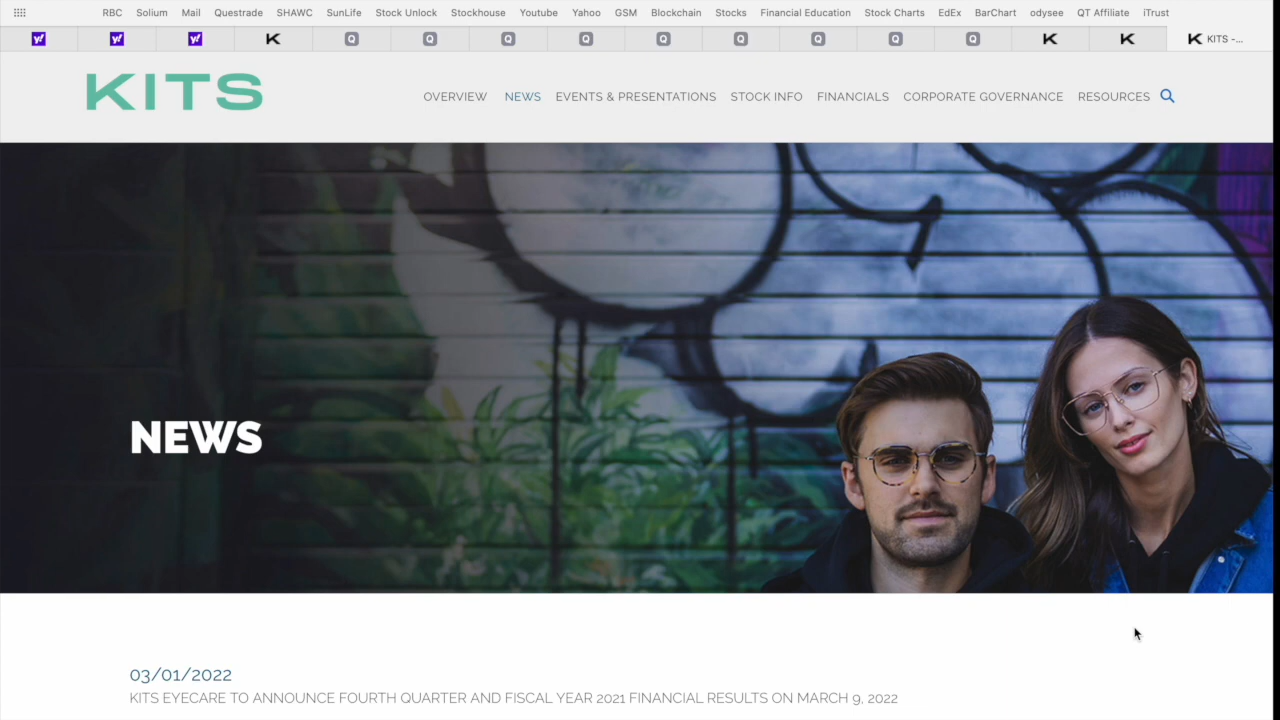 RBC Solium Mail Questrade SHAWC SunLife Stock Unlock Stockhouse Youtube Yahoo GSM Blockchain Stocks Financial Education Stock Charts EdEx BarChart odysee QT Affiliate iTrust
y! y! y! K Q Q Q Q Q Q Q Q Q K K K KITS -...
KITS
OVERVIEW NEWS EVENTS & PRESENTATIONS STOCK INFO FINANCIALS CORPORATE GOVERNANCE RESOURCES
NEWS
03/01/2022
KITS EYECARE TO ANNOUNCE FOURTH QUARTER AND FISCAL YEAR 2021 FINANCIAL RESULTS ON MARCH 9, 2022